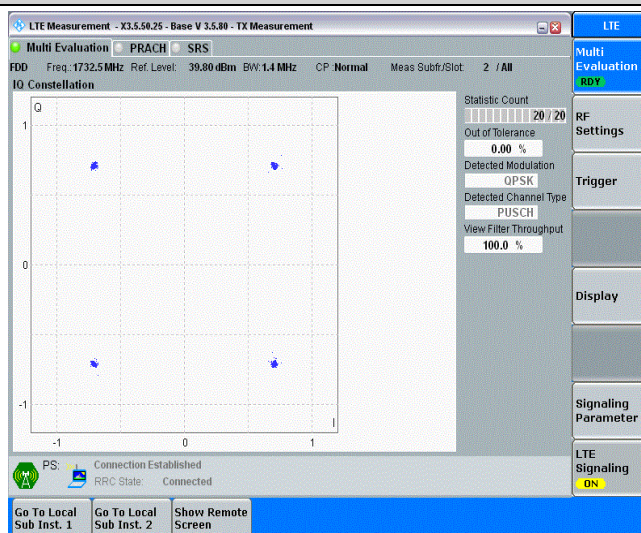 LTE Measurement - X3.5.50.25 - Base V 3.5.80 - TX Measurement
LTE
Multi Evaluation PRACH SRS
Multi Evaluation
RDY
FDD Freq.:1732.5 MHz Ref. Level: 39.80 dBm BW:1.4 MHz CP :Normal Meas Subfr./Slot: 2 / All
IQ Constellation
Q
1
0
-1
I
-1 0 1
Statistic Count
20 / 20
Out of Tolerance
0.00 %
Detected Modulation
QPSK
Detected Channel Type
PUSCH
View Filter Throughput
100.0 %
RF
Settings
Trigger
Display
Signaling
Parameter
LTE
Signaling
ON
PS: Connection Established
RRC State: Connected
Go To Local
Sub Inst. 1
Go To Local
Sub Inst. 2
Show Remote
Screen